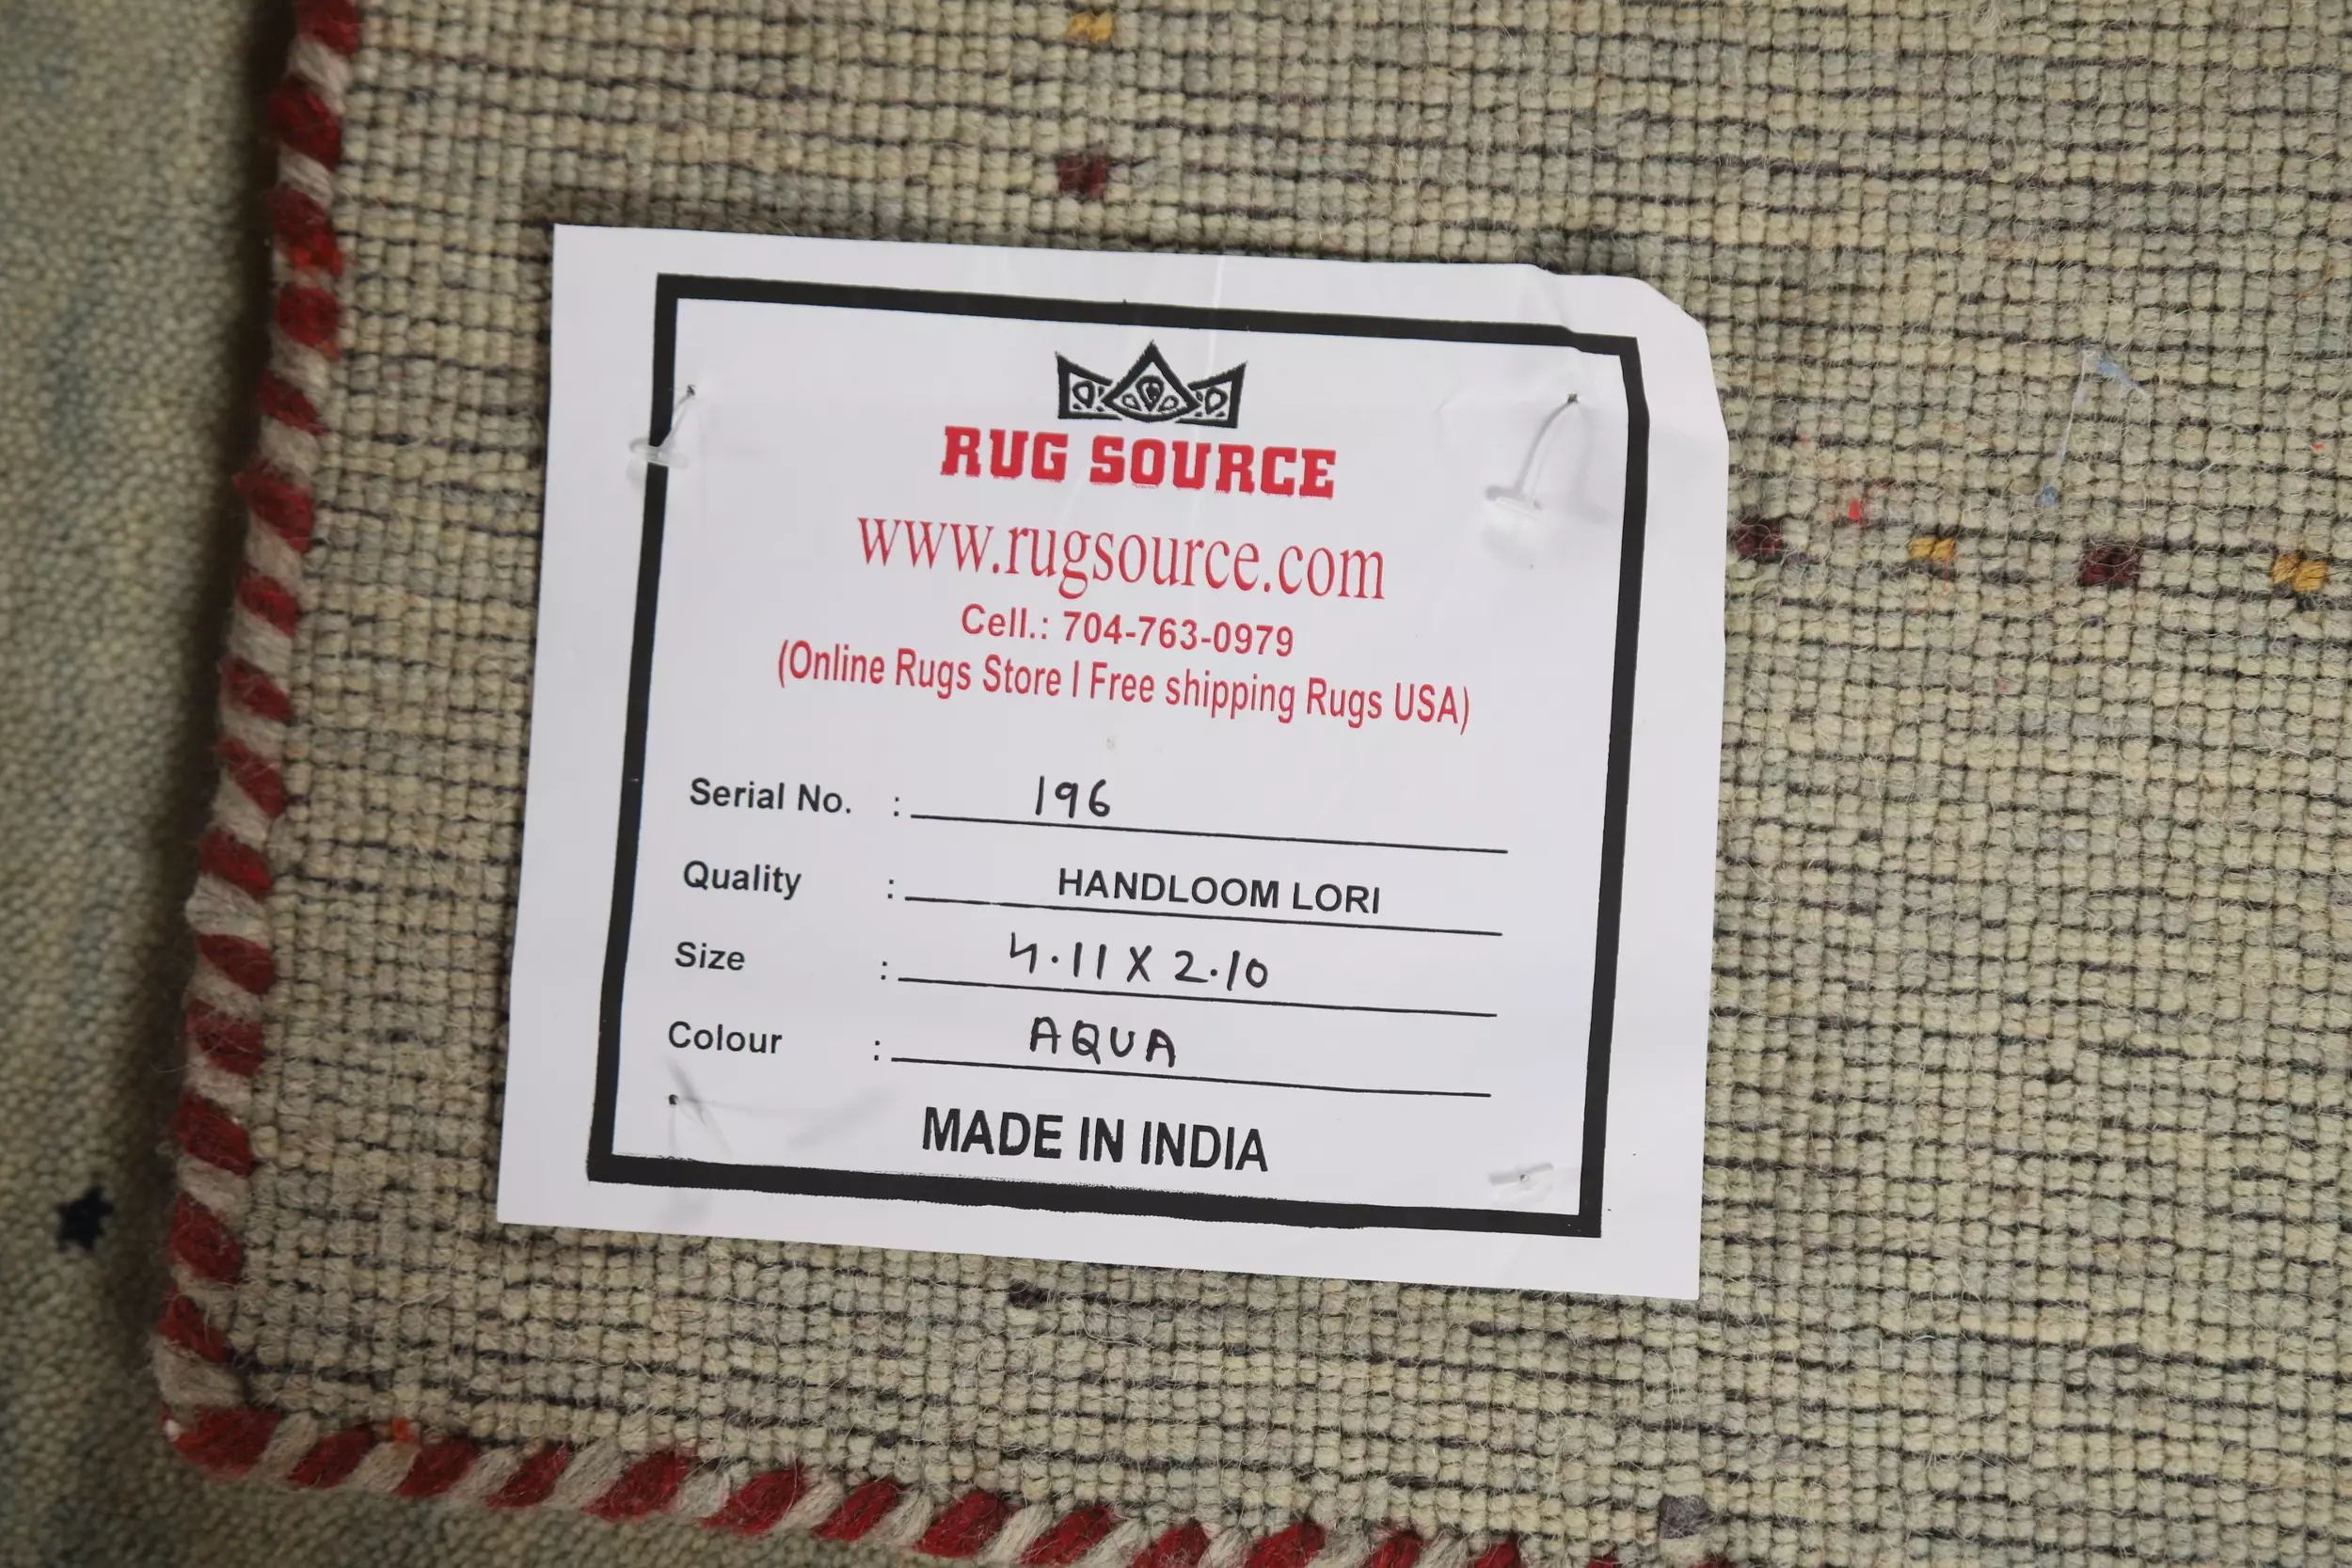 RUG SOURCE
www.rugsource.com
Cell.: 704-763-0979
(Online Rugs Store I Free shipping Rugs USA)
Serial No. : 196
Quality : HANDLOOM LORI
Size : 4.11 X 2.10
Colour : AQUA
MADE IN INDIA